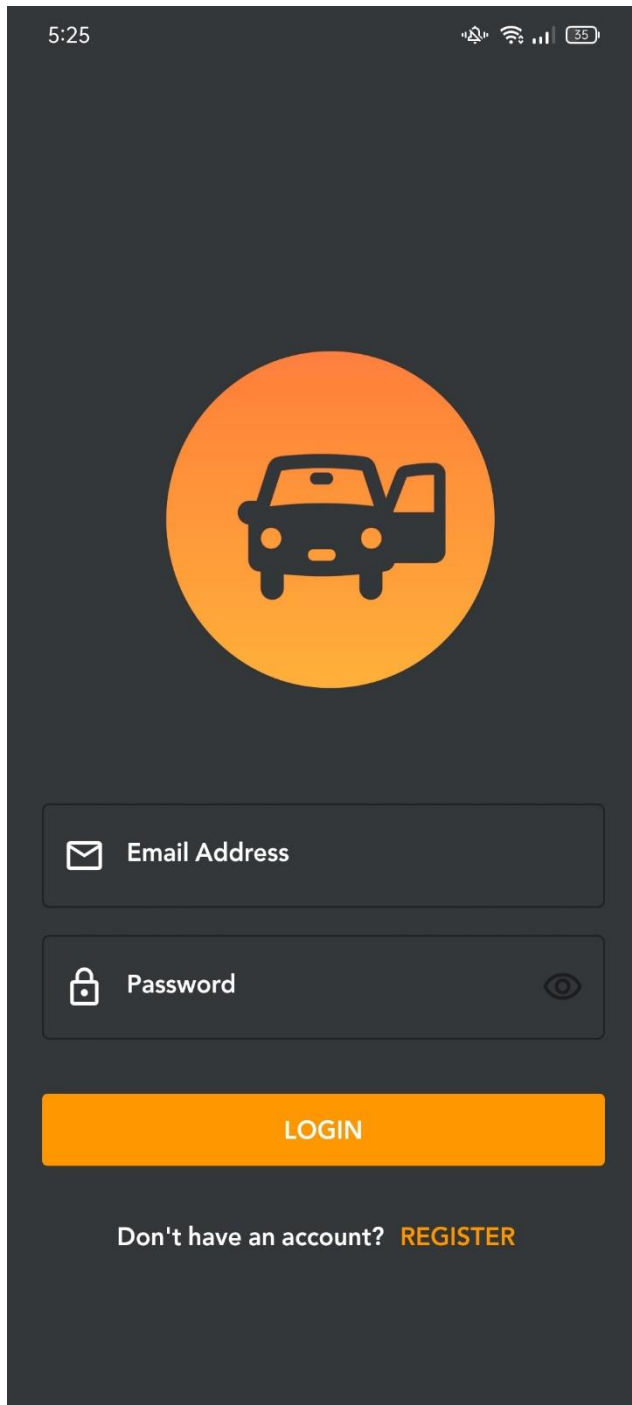 5:25
35
Email Address
Password
LOGIN
Don't have an account? REGISTER